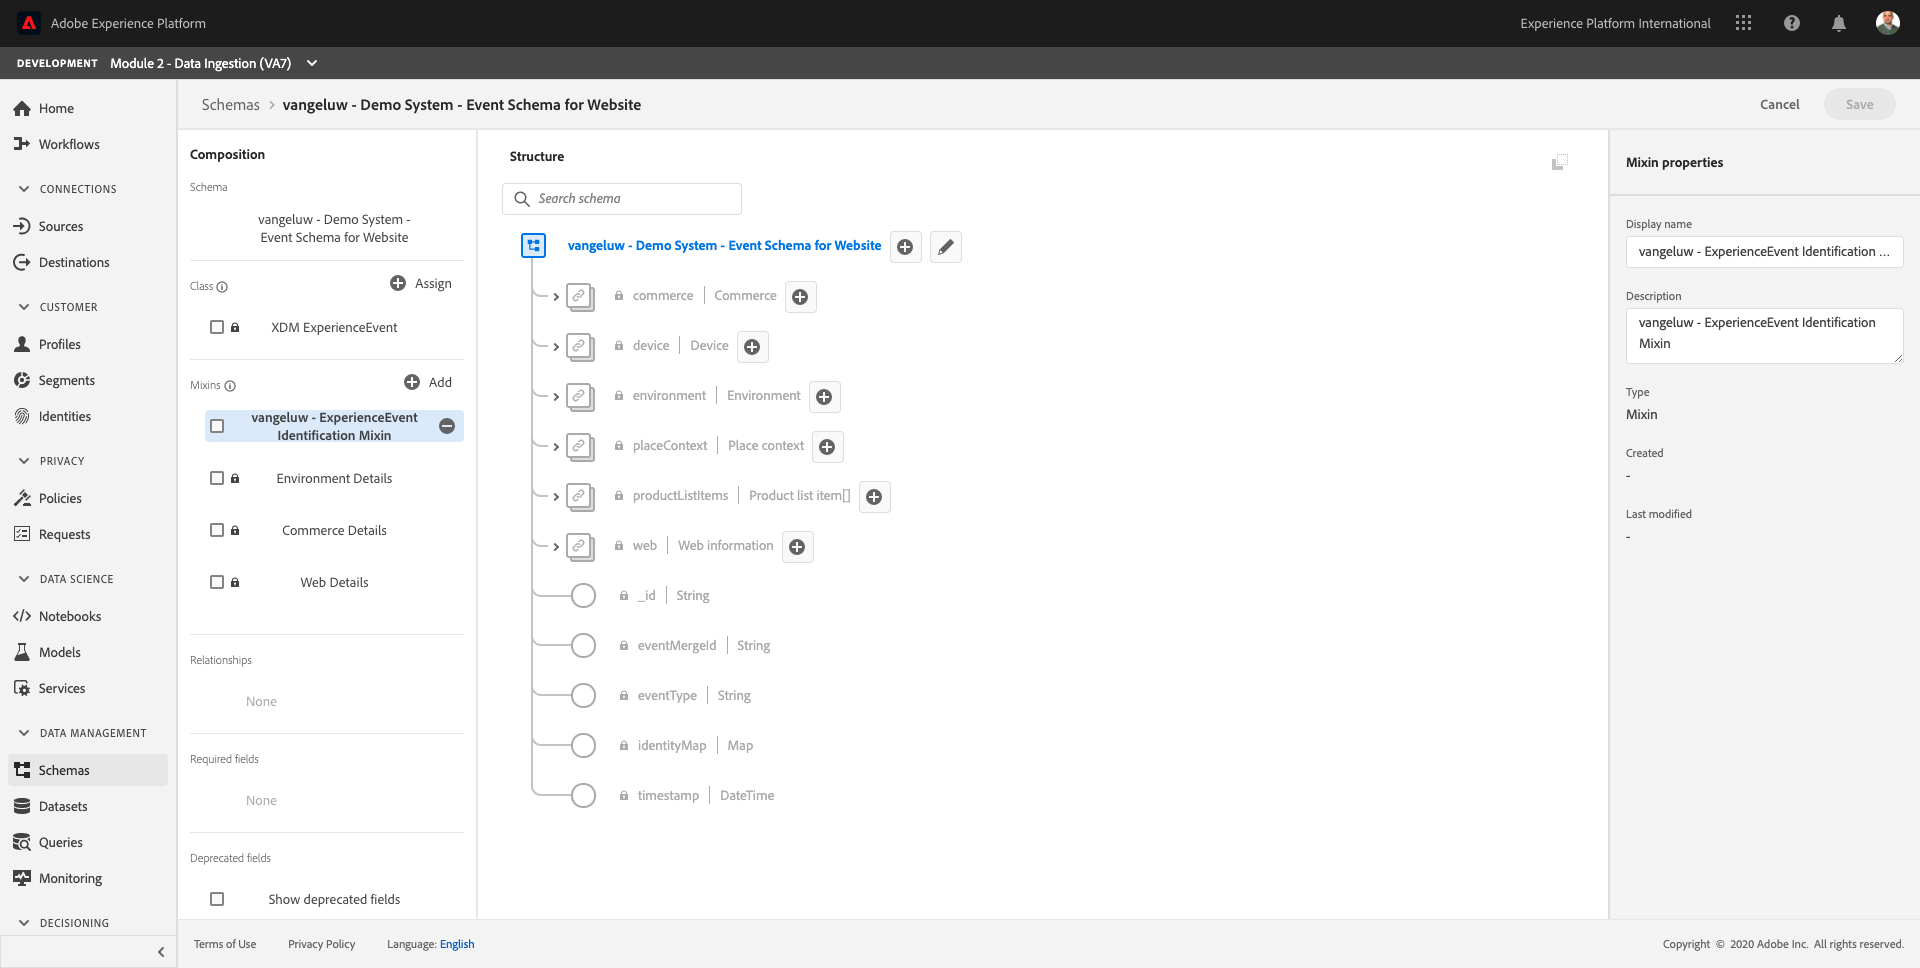 Adobe Experience Platform
Experience Platform International
DEVELOPMENT Module 2 - Data Ingestion (VA7)
Home
Workflows
CONNECTIONS
Sources
Destinations
CUSTOMER
Profiles
Segments
Identities
PRIVACY
Policies
Requests
DATA SCIENCE
Notebooks
Models
Services
DATA MANAGEMENT
Schemas
Datasets
Queries
Monitoring
DECISIONING
Schemas > vangeluw - Demo System - Event Schema for Website
Cancel
Save
Composition
Schema
vangeluw - Demo System -
Event Schema for Website
Class
Assign
XDM ExperienceEvent
Mixins
Add
vangeluw - ExperienceEvent
Identification Mixin
Environment Details
Commerce Details
Web Details
Relationships
None
Required fields
None
Deprecated fields
Show deprecated fields
Structure
Search schema
vangeluw - Demo System - Event Schema for Website
commerce | Commerce
device | Device
environment | Environment
placeContext | Place context
productListItems | Product list item[]
web | Web information
_id | String
eventMergeId | String
eventType | String
identityMap | Map
timestamp | DateTime
Mixin properties
Display name
vangeluw - ExperienceEvent Identification ...
Description
vangeluw - ExperienceEvent Identification
Mixin
Type
Mixin
Created
-
Last modified
-
Terms of Use
Privacy Policy
Language: English
Copyright © 2020 Adobe Inc. All rights reserved.